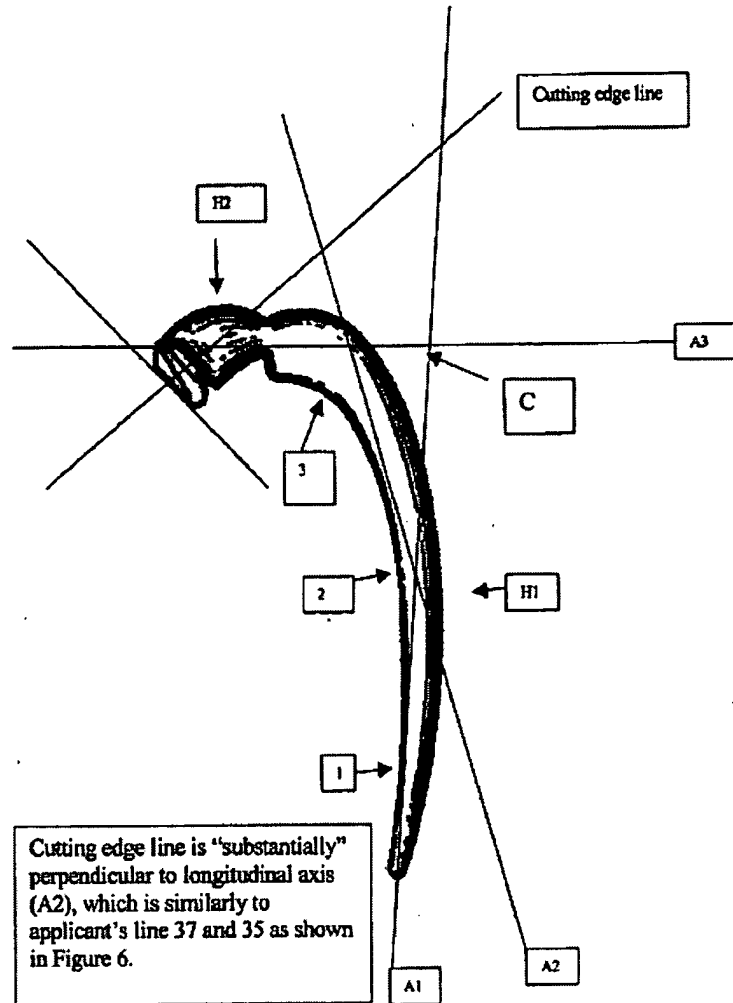 Cutting edge line
H2
A3
C
3
2
H1
1
Cutting edge line is “substantially”
perpendicular to longitudinal axis
(A2), which is similarly to
applicant’s line 37 and 35 as shown
in Figure 6.
A2
A1